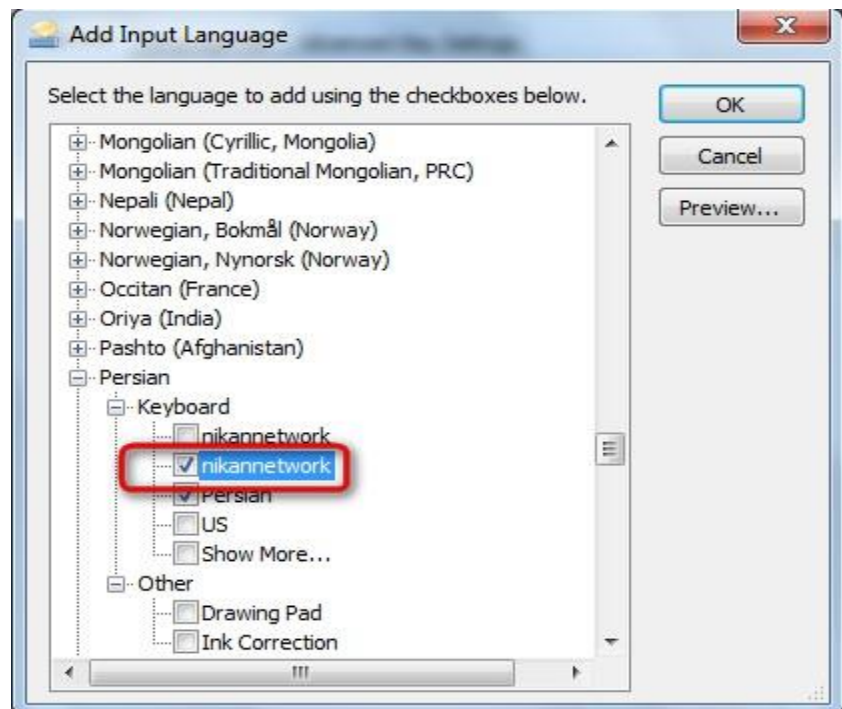 Add Input Language
Select the language to add using the checkboxes below.
OK
Cancel
Preview...
Mongolian (Cyrillic, Mongolia)
Mongolian (Traditional Mongolian, PRC)
Nepali (Nepal)
Norwegian, Bokmål (Norway)
Norwegian, Nynorsk (Norway)
Occitan (France)
Oriya (India)
Pashto (Afghanistan)
Persian
Keyboard
nikannetwork
nikannetwork
Persian
US
Show More...
Other
Drawing Pad
Ink Correction